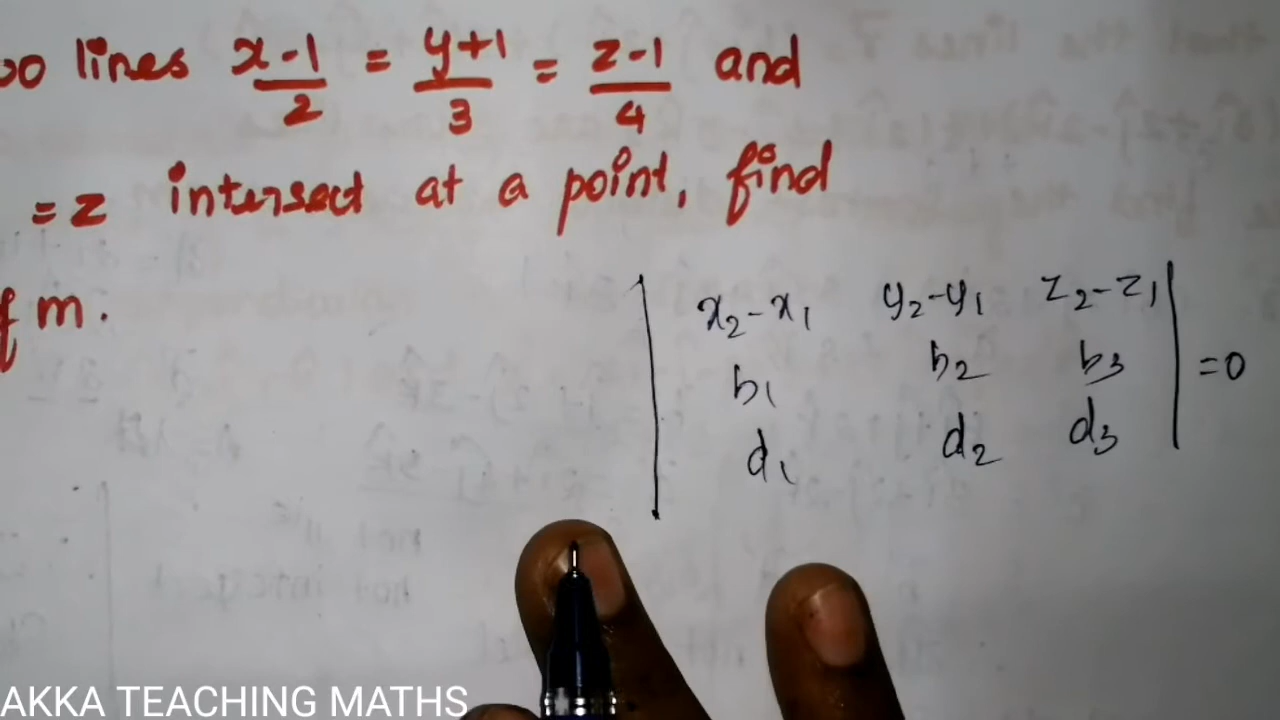 lines x-1/2 = y+1/3 = z-1/4 and
= z intersect at a point, find
f m.
| x₂-x₁ y₂-y₁ z₂-z₁ |
| b₁ b₂ b₃ | = 0
| d₁ d₂ d₃ |
AKKA TEACHING MATHS